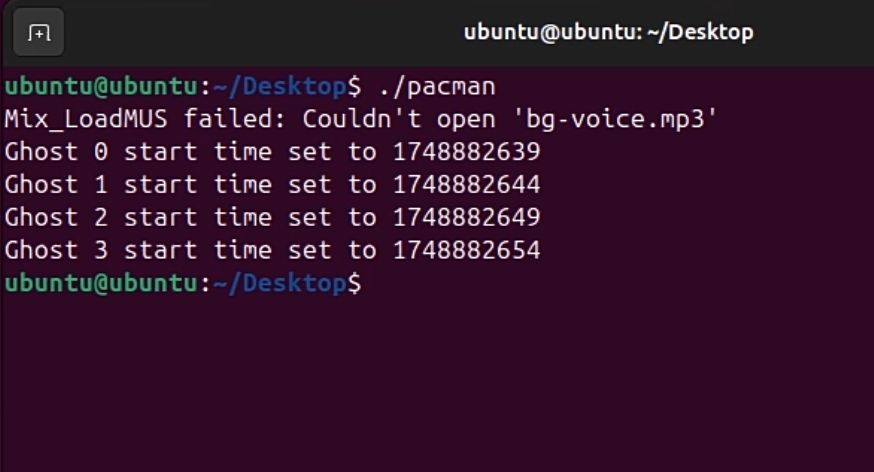 ubuntu@ubuntu: ~/Desktop
ubuntu@ubuntu:~/Desktop$ ./pacman
Mix_LoadMUS failed: Couldn't open 'bg-voice.mp3'
Ghost 0 start time set to 1748882639
Ghost 1 start time set to 1748882644
Ghost 2 start time set to 1748882649
Ghost 3 start time set to 1748882654
ubuntu@ubuntu:~/Desktop$